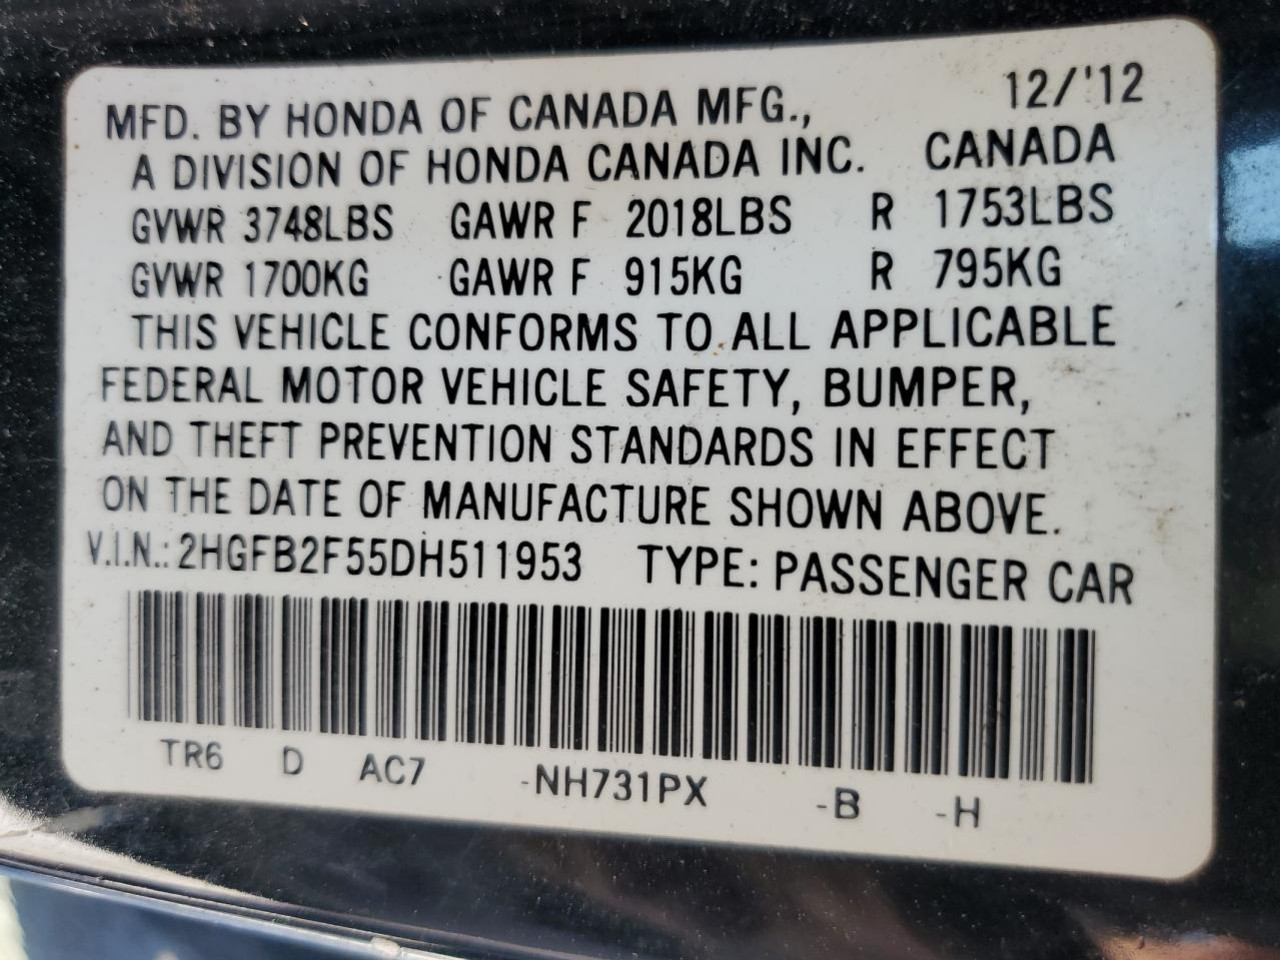 12/'12
MFD. BY HONDA OF CANADA MFG.,
A DIVISION OF HONDA CANADA INC. CANADA
GVWR 3748LBS GAWR F 2018LBS R 1753LBS
GVWR 1700KG GAWR F 915KG R 795KG
THIS VEHICLE CONFORMS TO ALL APPLICABLE
FEDERAL MOTOR VEHICLE SAFETY, BUMPER,
AND THEFT PREVENTION STANDARDS IN EFFECT
ON THE DATE OF MANUFACTURE SHOWN ABOVE.
V.I.N.: 2HGFB2F55DH511953 TYPE: PASSENGER CAR
TR6 D AC7 -NH731PX -B -H